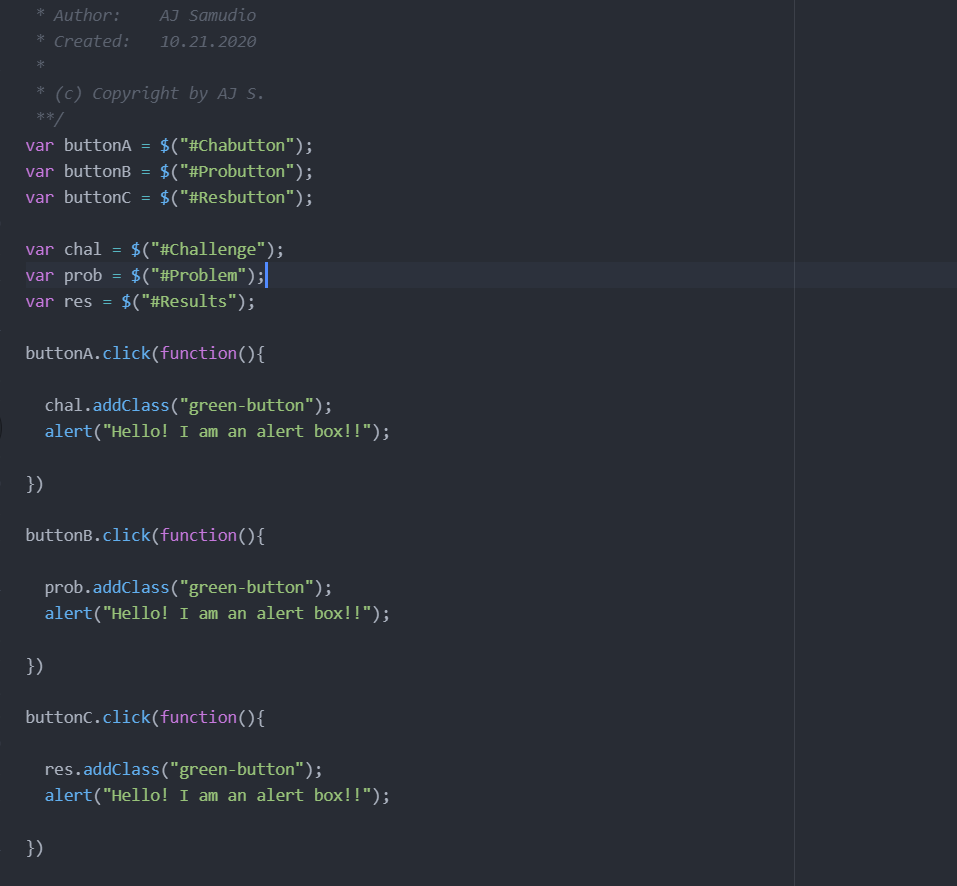 * Author:    AJ Samudio
* Created:   10.21.2020
*
* (c) Copyright by AJ S.
**/
var buttonA = $("#Chabutton");
var buttonB = $("#Probutton");
var buttonC = $("#Resbutton");
var chal = $("#Challenge");
var prob = $("#Problem");
var res = $("#Results");
buttonA.click(function(){
chal.addClass("green-button");
alert("Hello! I am an alert box!!");
})
buttonB.click(function(){
prob.addClass("green-button");
alert("Hello! I am an alert box!!");
})
buttonC.click(function(){
res.addClass("green-button");
alert("Hello! I am an alert box!!");
})